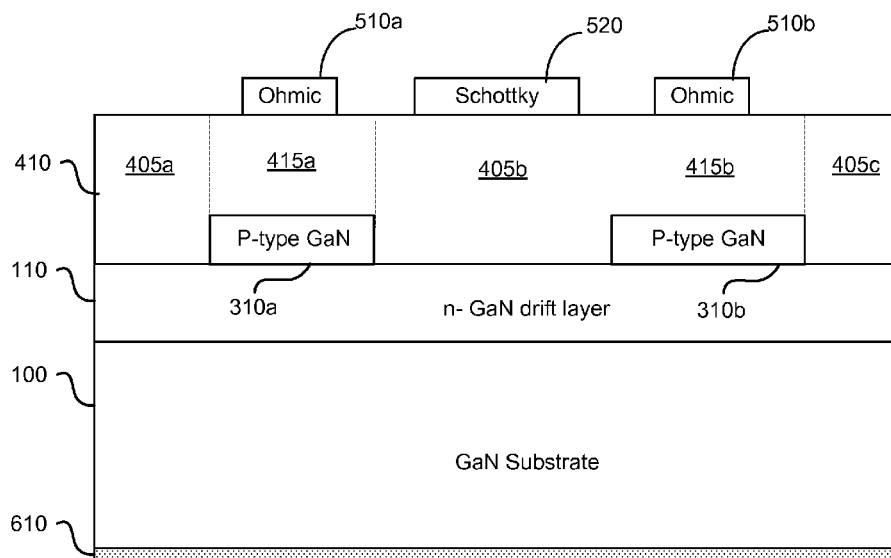 510a
520
510b
Ohmic
Schottky
Ohmic
410
405a
415a
405b
415b
405c
P-type GaN
P-type GaN
110
310a
n- GaN drift layer
310b
100
GaN Substrate
610